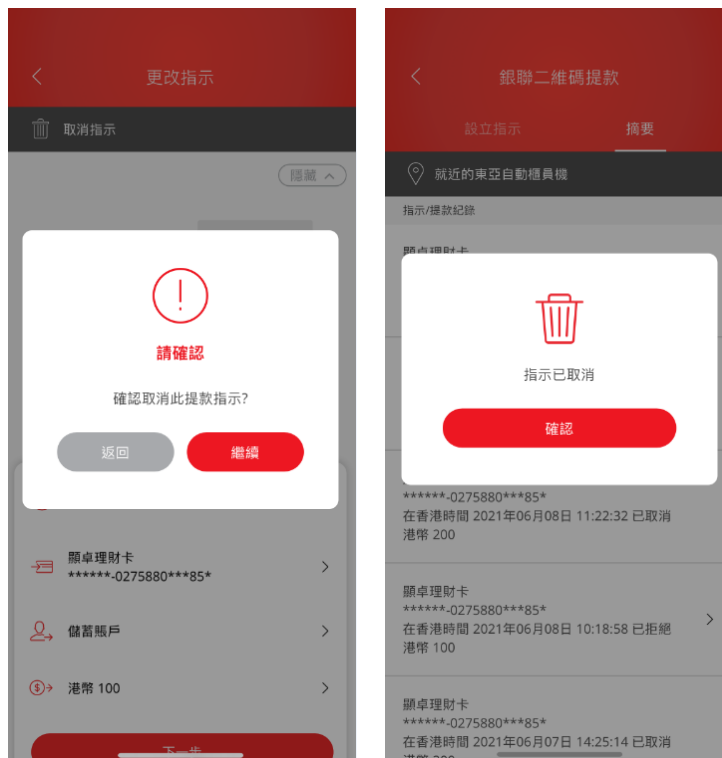 更改指示
取消指示
隱藏
請確認
確認取消此提款指示?
返回
繼續
顯卓理財卡
******-0275880***85*
儲蓄賬戶
港幣 100
下一步
銀聯二維碼提款
設立指示
摘要
就近的東亞自動櫃員機
指示/提款紀錄
顯卓理財卡
指示已取消
確認
******-0275880***85*
在香港時間 2021年06月08日 11:22:32 已取消
港幣 200
顯卓理財卡
******-0275880***85*
在香港時間 2021年06月08日 10:18:58 已拒絕
港幣 100
顯卓理財卡
******-0275880***85*
在香港時間 2021年06月07日 14:25:14 已取消
港幣 200